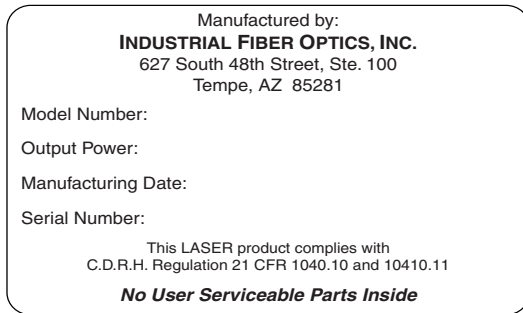 Manufactured by:
INDUSTRIAL FIBER OPTICS, INC.
627 South 48th Street, Ste. 100
Tempe, AZ 85281
Model Number:
Output Power:
Manufacturing Date:
Serial Number:
This LASER product complies with
C.D.R.H. Regulation 21 CFR 1040.10 and 10410.11
No User Serviceable Parts Inside